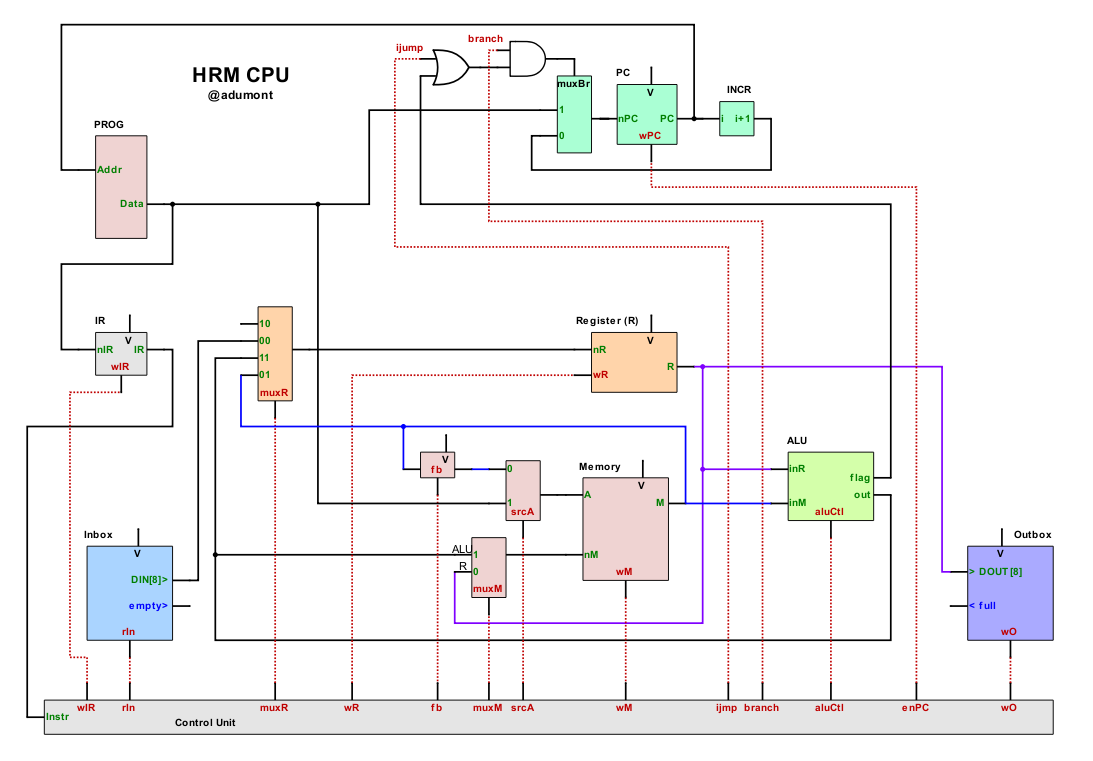 branch
ijump
HRM CPU
@adumont
PC
muxBr
V
INCR
1
nPC
PC
i
i+1
0
wPC
PROG
Addr
Data
IR
V
nIR
IR
wIR
10
00
11
01
muxR
Register (R)
V
nR
R
wR
V
fb
0
1
srcA
Memory
V
A
M
nM
wM
ALU
inR
flag
out
inM
aluCtl
ALU
1
R
0
muxM
Inbox
V
DIN[8]>
empty>
rIn
Outbox
V
> DOUT[8]
< full
wO
wIR
rIn
muxR
wR
fb
muxM
srcA
wM
ijmp
branch
aluCtl
enPC
wO
Instr
Control Unit